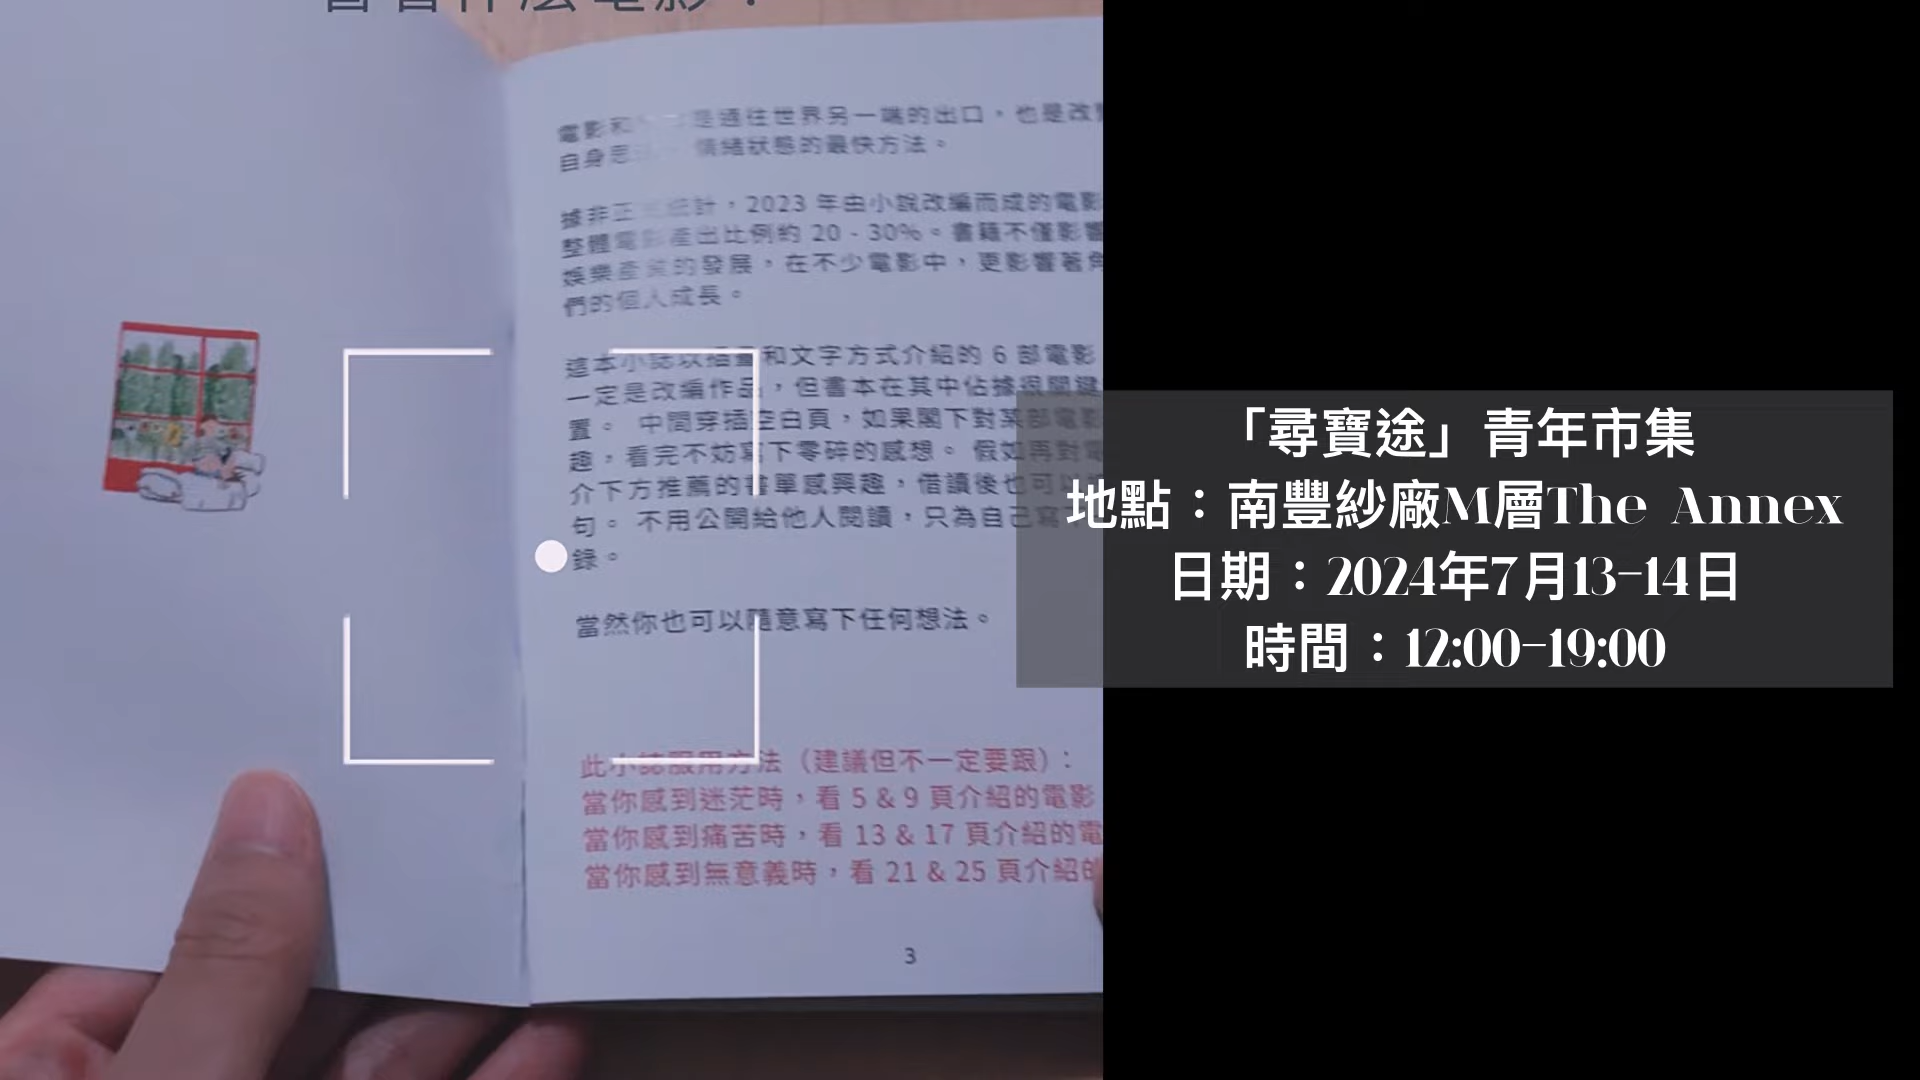 電影和 是通往世界另一端的出口,也是改
自身思 情緒狀態的最快方法。
據非正 統計,2023 年由小說改編而成的電影
整體電影產出比例約 20 - 30%。書籍不僅影響
娛樂產業的發展,在不少電影中,更影響著角
們的個人成長。
這本小誌以插畫和文字方式介紹的 6 部電影
一定是改編作品,但書本在其中佔據很關鍵
置。 中間穿插空白頁,如果閣下對某部電影
趣,看完不妨寫下零碎的感想。 假如再對電
介下方推薦的書單感興趣,借讀後也可以
句。 不用公開給他人閱讀,只為自己寫下
錄。
當然你也可以隨意寫下任何想法。
此小誌服用方法(建議但不一定要跟):
當你感到迷茫時,看 5 & 9 頁介紹的電影
當你感到痛苦時,看 13 & 17 頁介紹的電
當你感到無意義時,看 21 & 25 頁介紹的
3
「尋寶途」青年市集
地點:南豐紗廠M層The Annex
日期:2024年7月13-14日
時間:12:00-19:00